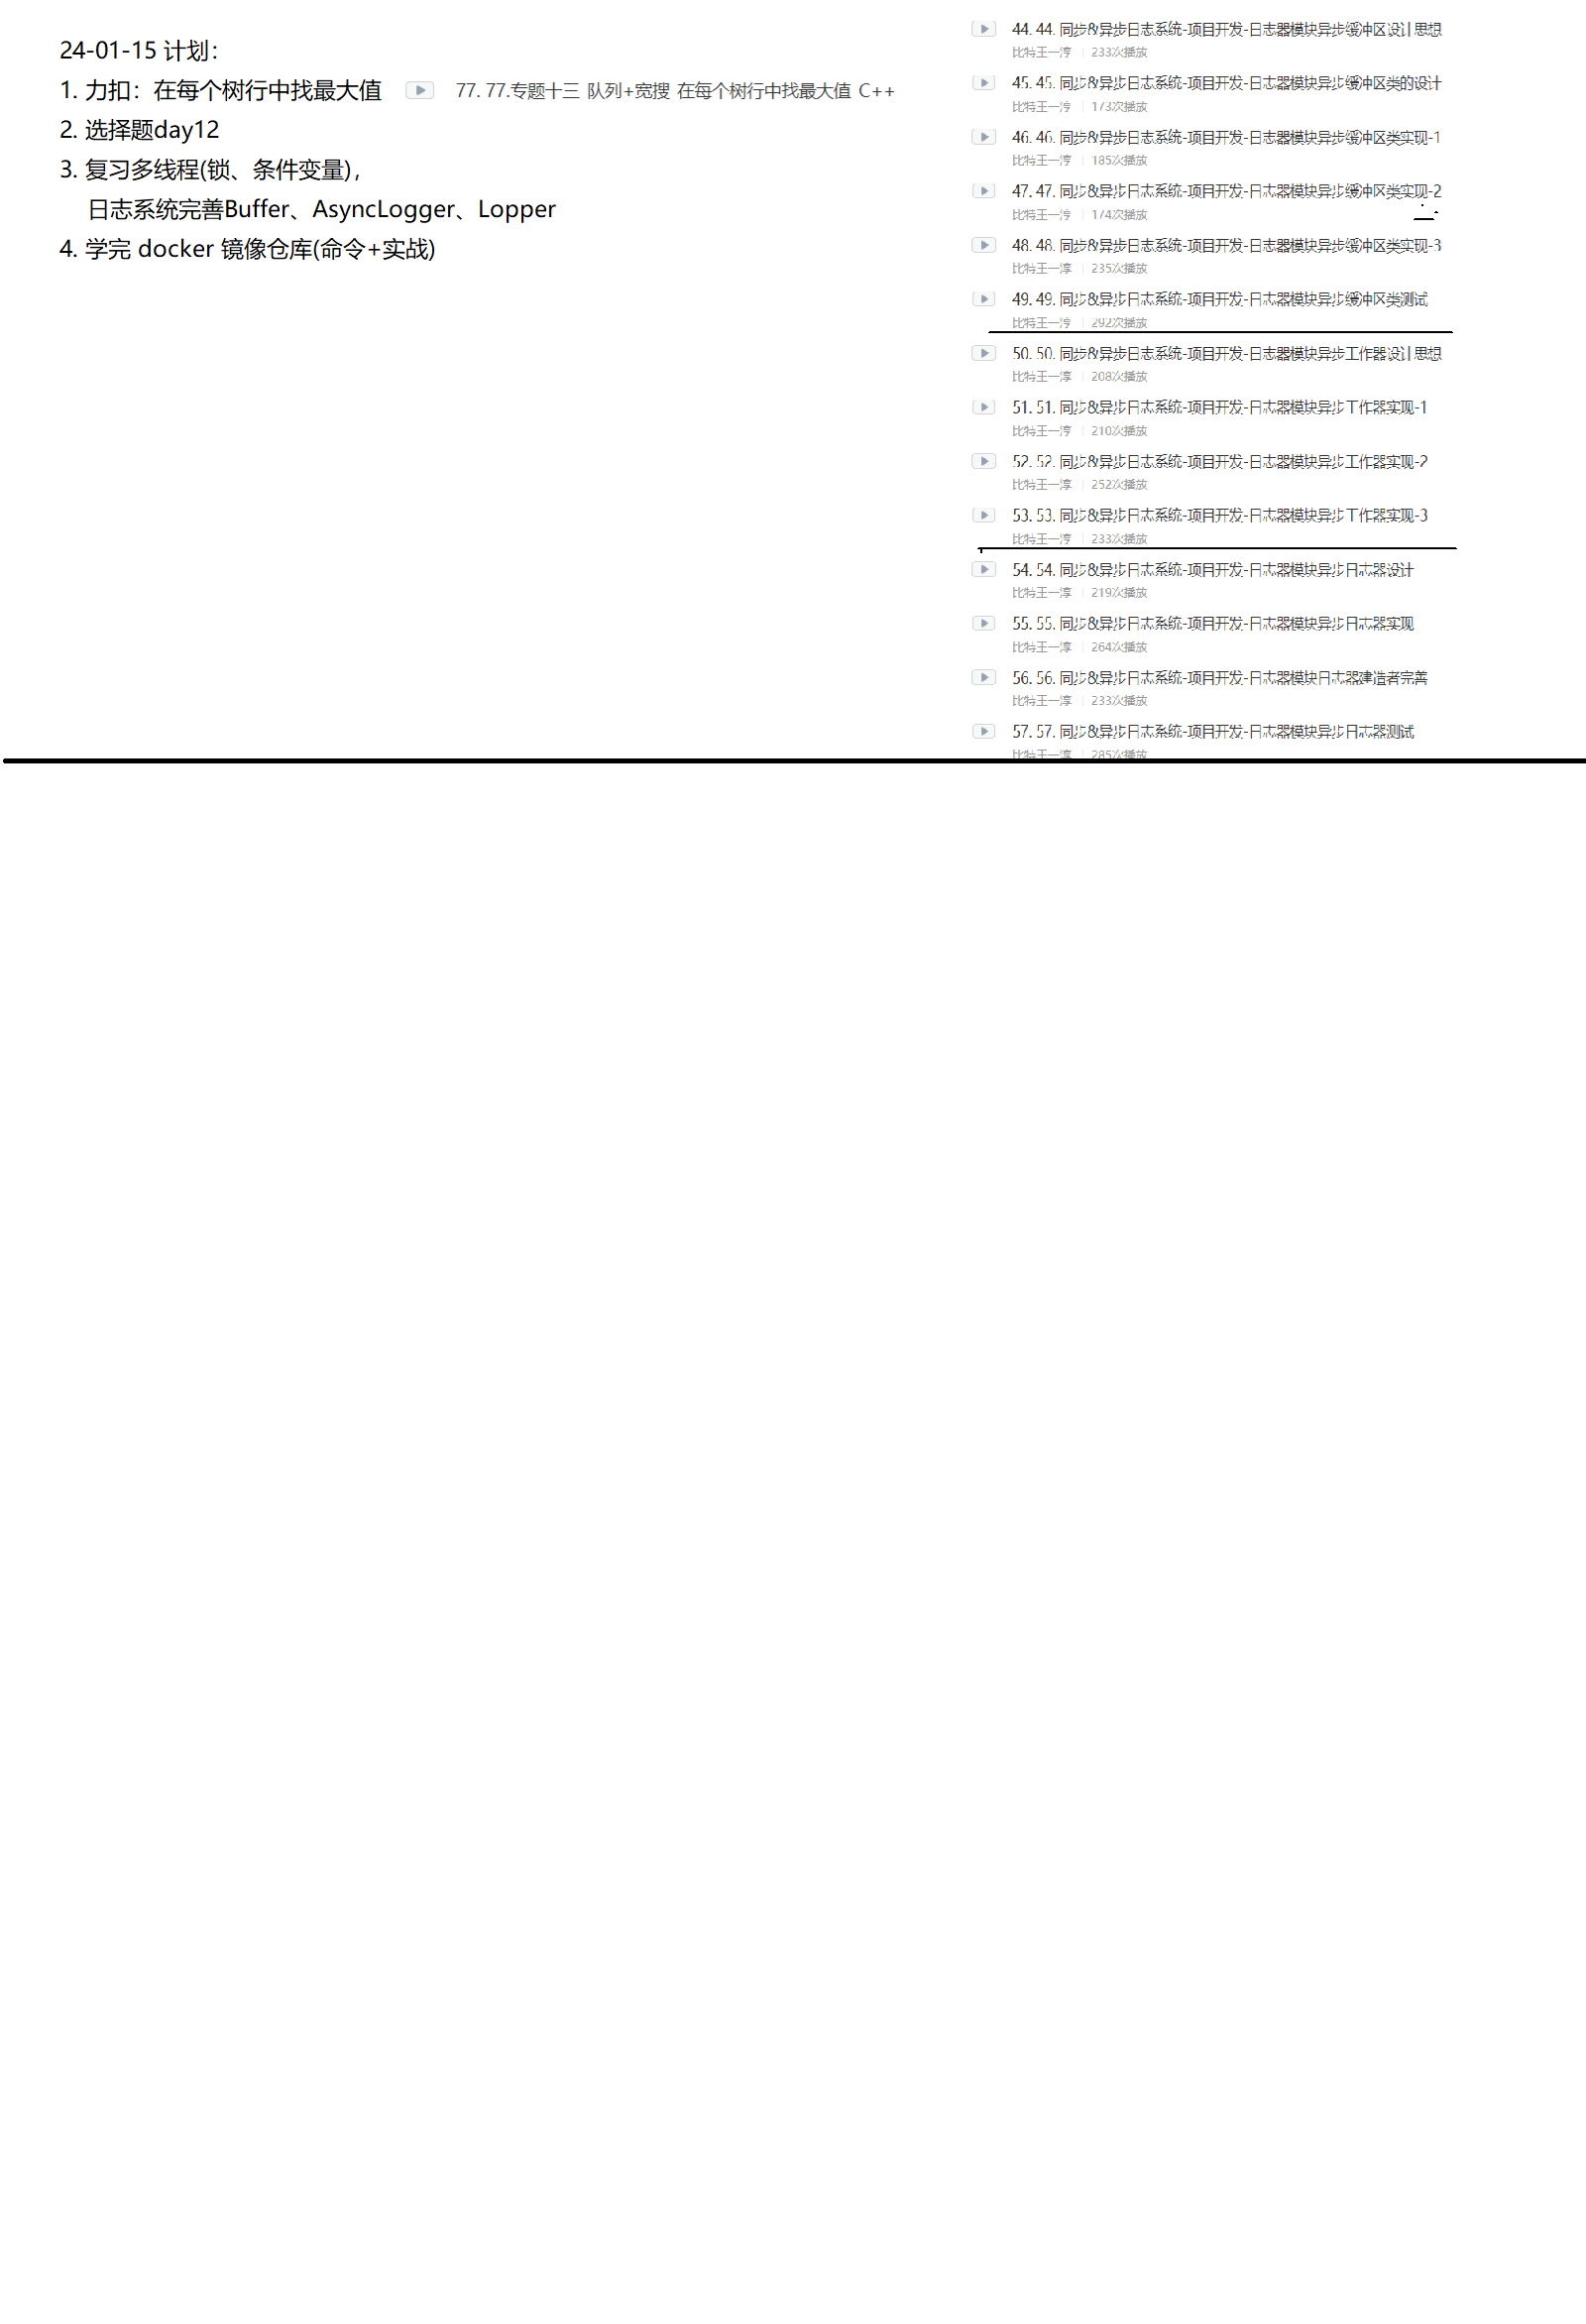 24-01-15 计划：
1. 力扣：在每个树行中找最大值
77. 77.专题十三 队列+宽搜 在每个树行中找最大值 C++
2. 选择题day12
3. 复习多线程(锁、条件变量)，
日志系统完善Buffer、AsyncLogger、Lopper
4. 学完 docker 镜像仓库(命令+实战)
44. 44. 同步&异步日志系统-项目开发-日志器模块异步缓冲区设计思想
比特王一淳 | 233次播放
45. 45. 同步&异步日志系统-项目开发-日志器模块异步缓冲区类的设计
比特王一淳 | 173次播放
46. 46. 同步&异步日志系统-项目开发-日志器模块异步缓冲区类实现-1
比特王一淳 | 185次播放
47. 47. 同步&异步日志系统-项目开发-日志器模块异步缓冲区类实现-2
比特王一淳 | 174次播放
48. 48. 同步&异步日志系统-项目开发-日志器模块异步缓冲区类实现-3
比特王一淳 | 235次播放
49. 49. 同步&异步日志系统-项目开发-日志器模块异步缓冲区类测试
比特王一淳 | 292次播放
50. 50. 同步&异步日志系统-项目开发-日志器模块异步工作器设计思想
比特王一淳 | 208次播放
51. 51. 同步&异步日志系统-项目开发-日志器模块异步工作器实现-1
比特王一淳 | 210次播放
52. 52. 同步&异步日志系统-项目开发-日志器模块异步工作器实现-2
比特王一淳 | 252次播放
53. 53. 同步&异步日志系统-项目开发-日志器模块异步工作器实现-3
比特王一淳 | 233次播放
54. 54. 同步&异步日志系统-项目开发-日志器模块异步日志器设计
比特王一淳 | 219次播放
55. 55. 同步&异步日志系统-项目开发-日志器模块异步日志器实现
比特王一淳 | 264次播放
56. 56. 同步&异步日志系统-项目开发-日志器模块日志器建造者完善
比特王一淳 | 233次播放
57. 57. 同步&异步日志系统-项目开发-日志器模块异步日志器测试
比特王一淳 | 285次播放